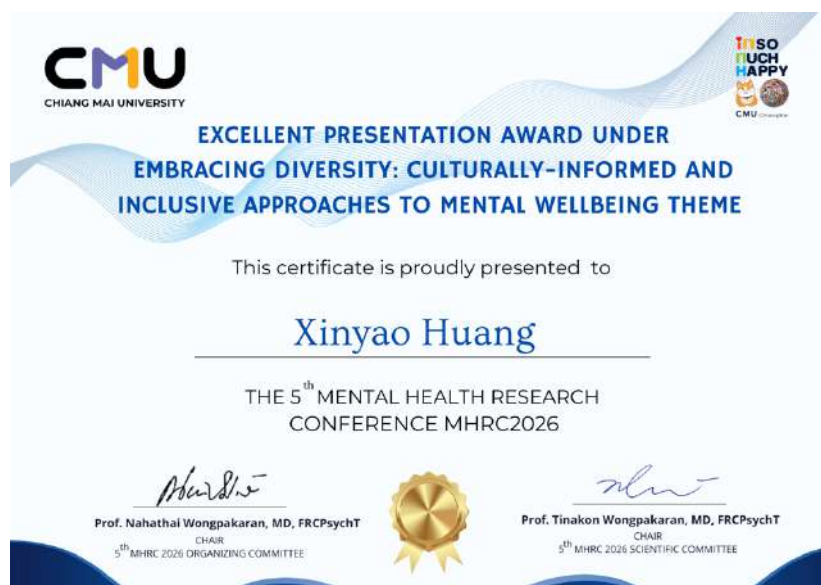 CMU
CHIANG MAI UNIVERSITY
inSO
MUCH
HAPPY
CMU
EXCELLENT PRESENTATION AWARD UNDER
EMBRACING DIVERSITY: CULTURALLY-INFORMED AND
INCLUSIVE APPROACHES TO MENTAL WELLBEING THEME
This certificate is proudly presented to
Xinyao Huang
THE 5th MENTAL HEALTH RESEARCH
CONFERENCE MHRC2026
Prof. Nahathai Wongpakaran, MD, FRCPsychT
CHAIR
5th MHRC 2026 ORGANIZING COMMITTEE
Prof. Tinakon Wongpakaran, MD, FRCPsychT
CHAIR
5th MHRC 2026 SCIENTIFIC COMMITTEE